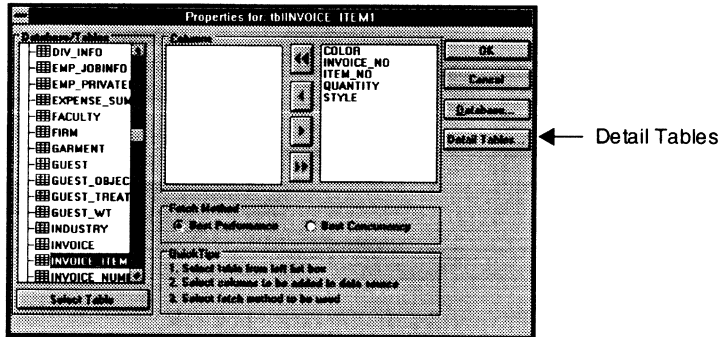 Properties for: tblINVOICE_ITEM1
Database/Tables
DIV_INFO
EMP_JOBINFO
EMP_PRIVATE
EXPENSE_SUM
FACULTY
FIRM
GARMENT
GUEST
GUEST_OBJEC
GUEST_TREAT
GUEST_WT
INDUSTRY
INVOICE
INVOICE_ITEM
INVOICE_NUME
Select Table
Columns
COLOR
INVOICE_NO
ITEM_NO
QUANTITY
STYLE
Fetch Method
Best Performance
Best Concurrency
QuickTips
1. Select table from left list box
2. Select columns to be added to data source
3. Select fetch method to be used
OK
Cancel
Database...
Detail Tables...
Detail Tables